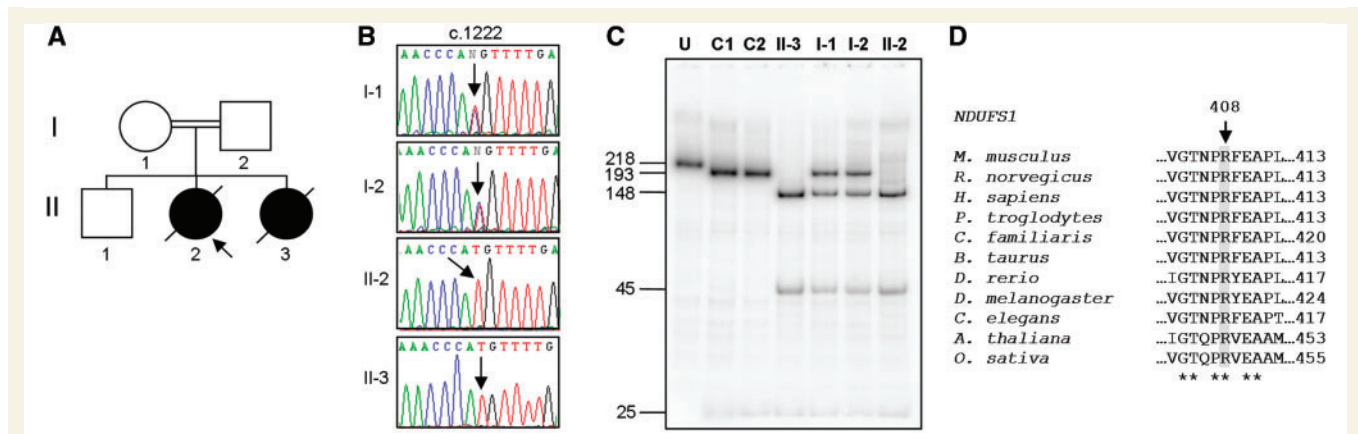 A
I
1
2
II
1
2
3
B
c.1222
I-1
AACCCANGTTTTGA
I-2
AACCCANGTTTTGA
II-2
AACCCATGTTTTGA
II-3
AAACCCATGTTTTG
C
U C1 C2 II-3 I-1 I-2 II-2
218
193
148
45
25
D
408
NDUFS1
M. musculus …VGTNPRFEAPL…413
R. norvegicus …VGTNPRFEAPL…413
H. sapiens …VGTNPRFEAPL…413
P. troglodytes …VGTNPRFEAPL…413
C. familiaris …VGTNPRFEAPL…420
B. taurus …VGTNPRFEAPL…413
D. rerio …IGTNPRYEAPL…417
D. melanogaster …VGTNPRYEAPL…424
C. elegans …VGTNPRYEAPT…417
A. thaliana …IGTQPRVEAAM…453
O. sativa …VGTQPRVEAAM…455
** ** **